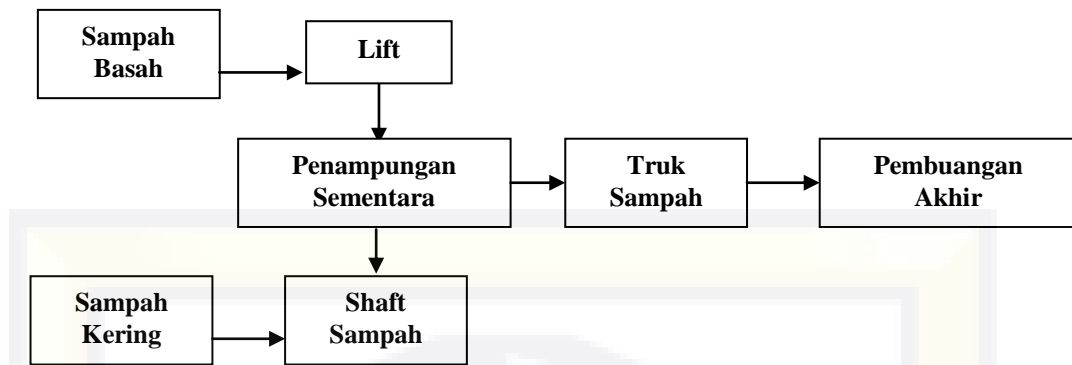 Sampah
Basah
Lift
Penampungan
Sementara
Truk
Sampah
Pembuangan
Akhir
Sampah
Kering
Shaft
Sampah